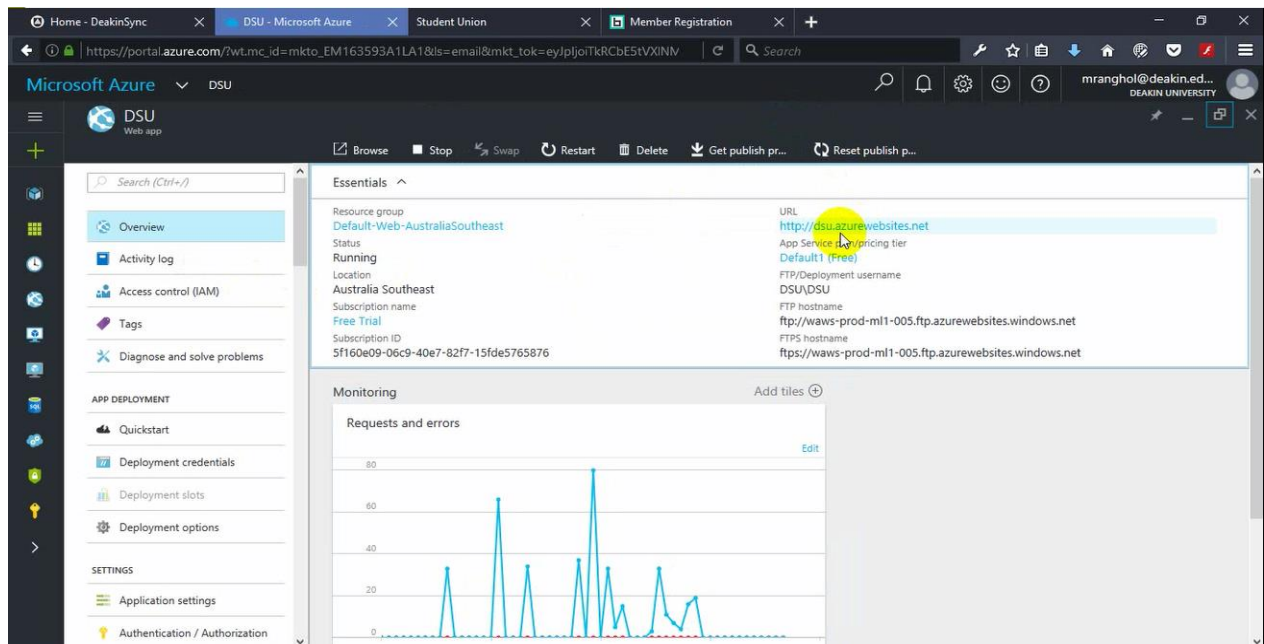 Home - DeakinSync
DSU - Microsoft Azure
Student Union
Member Registration
https://portal.azure.com/?wt.mc_id=mkto_EM163593A1LA1&ls=email&mkt_tok=eyJpIjoiTkRCbE5tVXlNM
Search
Microsoft Azure DSU
mranghol@deakin.ed...
DEAKIN UNIVERSITY
DSU
Web app
Browse Stop Swap Restart Delete Get publish pr... Reset publish p...
Search (Ctrl+/)
Overview
Activity log
Access control (IAM)
Tags
Diagnose and solve problems
APP DEPLOYMENT
Quickstart
Deployment credentials
Deployment slots
Deployment options
SETTINGS
Application settings
Authentication / Authorization
Essentials
Resource group
Default-Web-AustraliaSoutheast
Status
Running
Location
Australia Southeast
Subscription name
Free Trial
Subscription ID
5f160e09-06c9-40e7-82f7-15fde5765876
URL
http://dsu.azurewebsites.net
App Service plan/pricing tier
Default1 (Free)
FTP/Deployment username
DSU\DSU
FTP hostname
ftp://waws-prod-ml1-005.ftp.azurewebsites.windows.net
FTPS hostname
ftps://waws-prod-ml1-005.ftp.azurewebsites.windows.net
Monitoring
Add tiles
Requests and errors
Edit
80
60
40
20
0